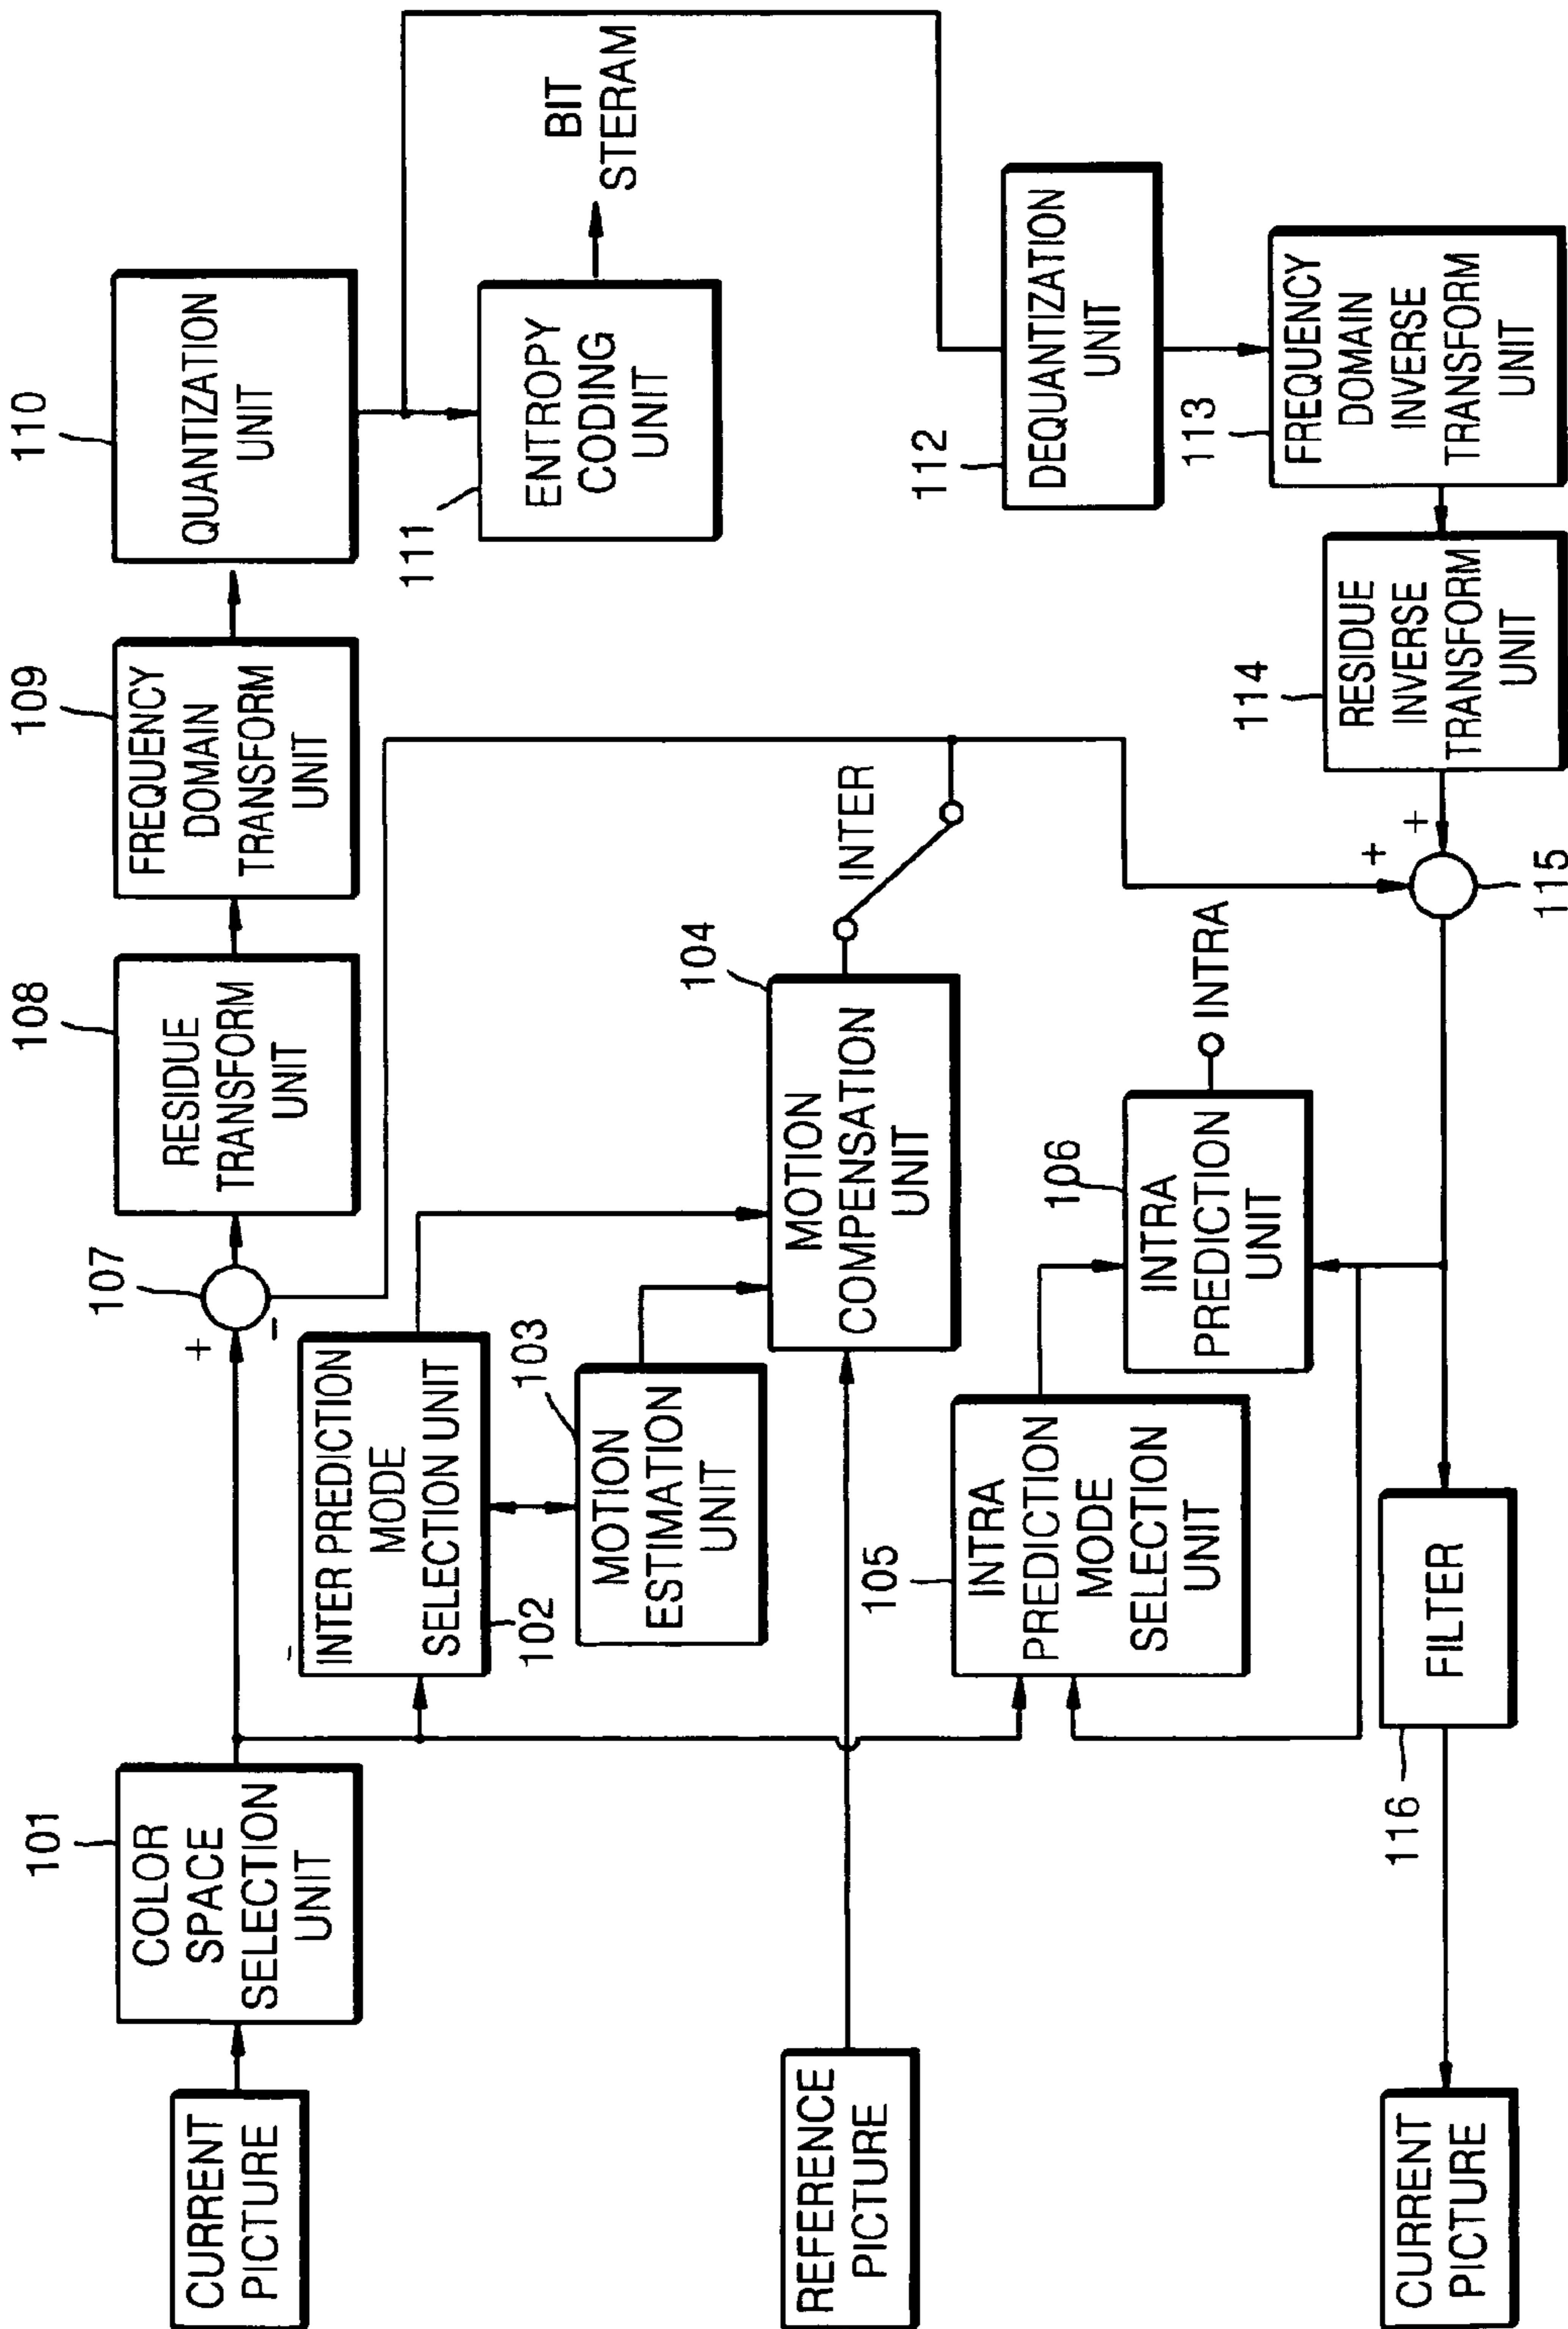 CURRENT
PICTURE
101
COLOR
SPACE
SELECTION
UNIT
+
-
107
108
RESIDUE
TRANSFORM
UNIT
109
FREQUENCY
DOMAIN
TRANSFORM
UNIT
110
QUANTIZATION
UNIT
INTER PREDICTION
MODE
SELECTION UNIT
102
103
MOTION
ESTIMATION
UNIT
111
ENTROPY
CODING
UNIT
BIT
STERAM
REFERENCE
PICTURE
104
MOTION
COMPENSATION
UNIT
INTER
105
INTRA
PREDICTION
MODE
SELECTION
UNIT
106
INTRA
PREDICTION
UNIT
INTRA
112
DEQUANTIZATION
UNIT
113
FREQUENCY
DOMAIN
INVERSE
TRANSFORM
UNIT
114
RESIDUE
INVERSE
TRANSFORM
UNIT
+
+
115
FILTER
116
CURRENT
PICTURE